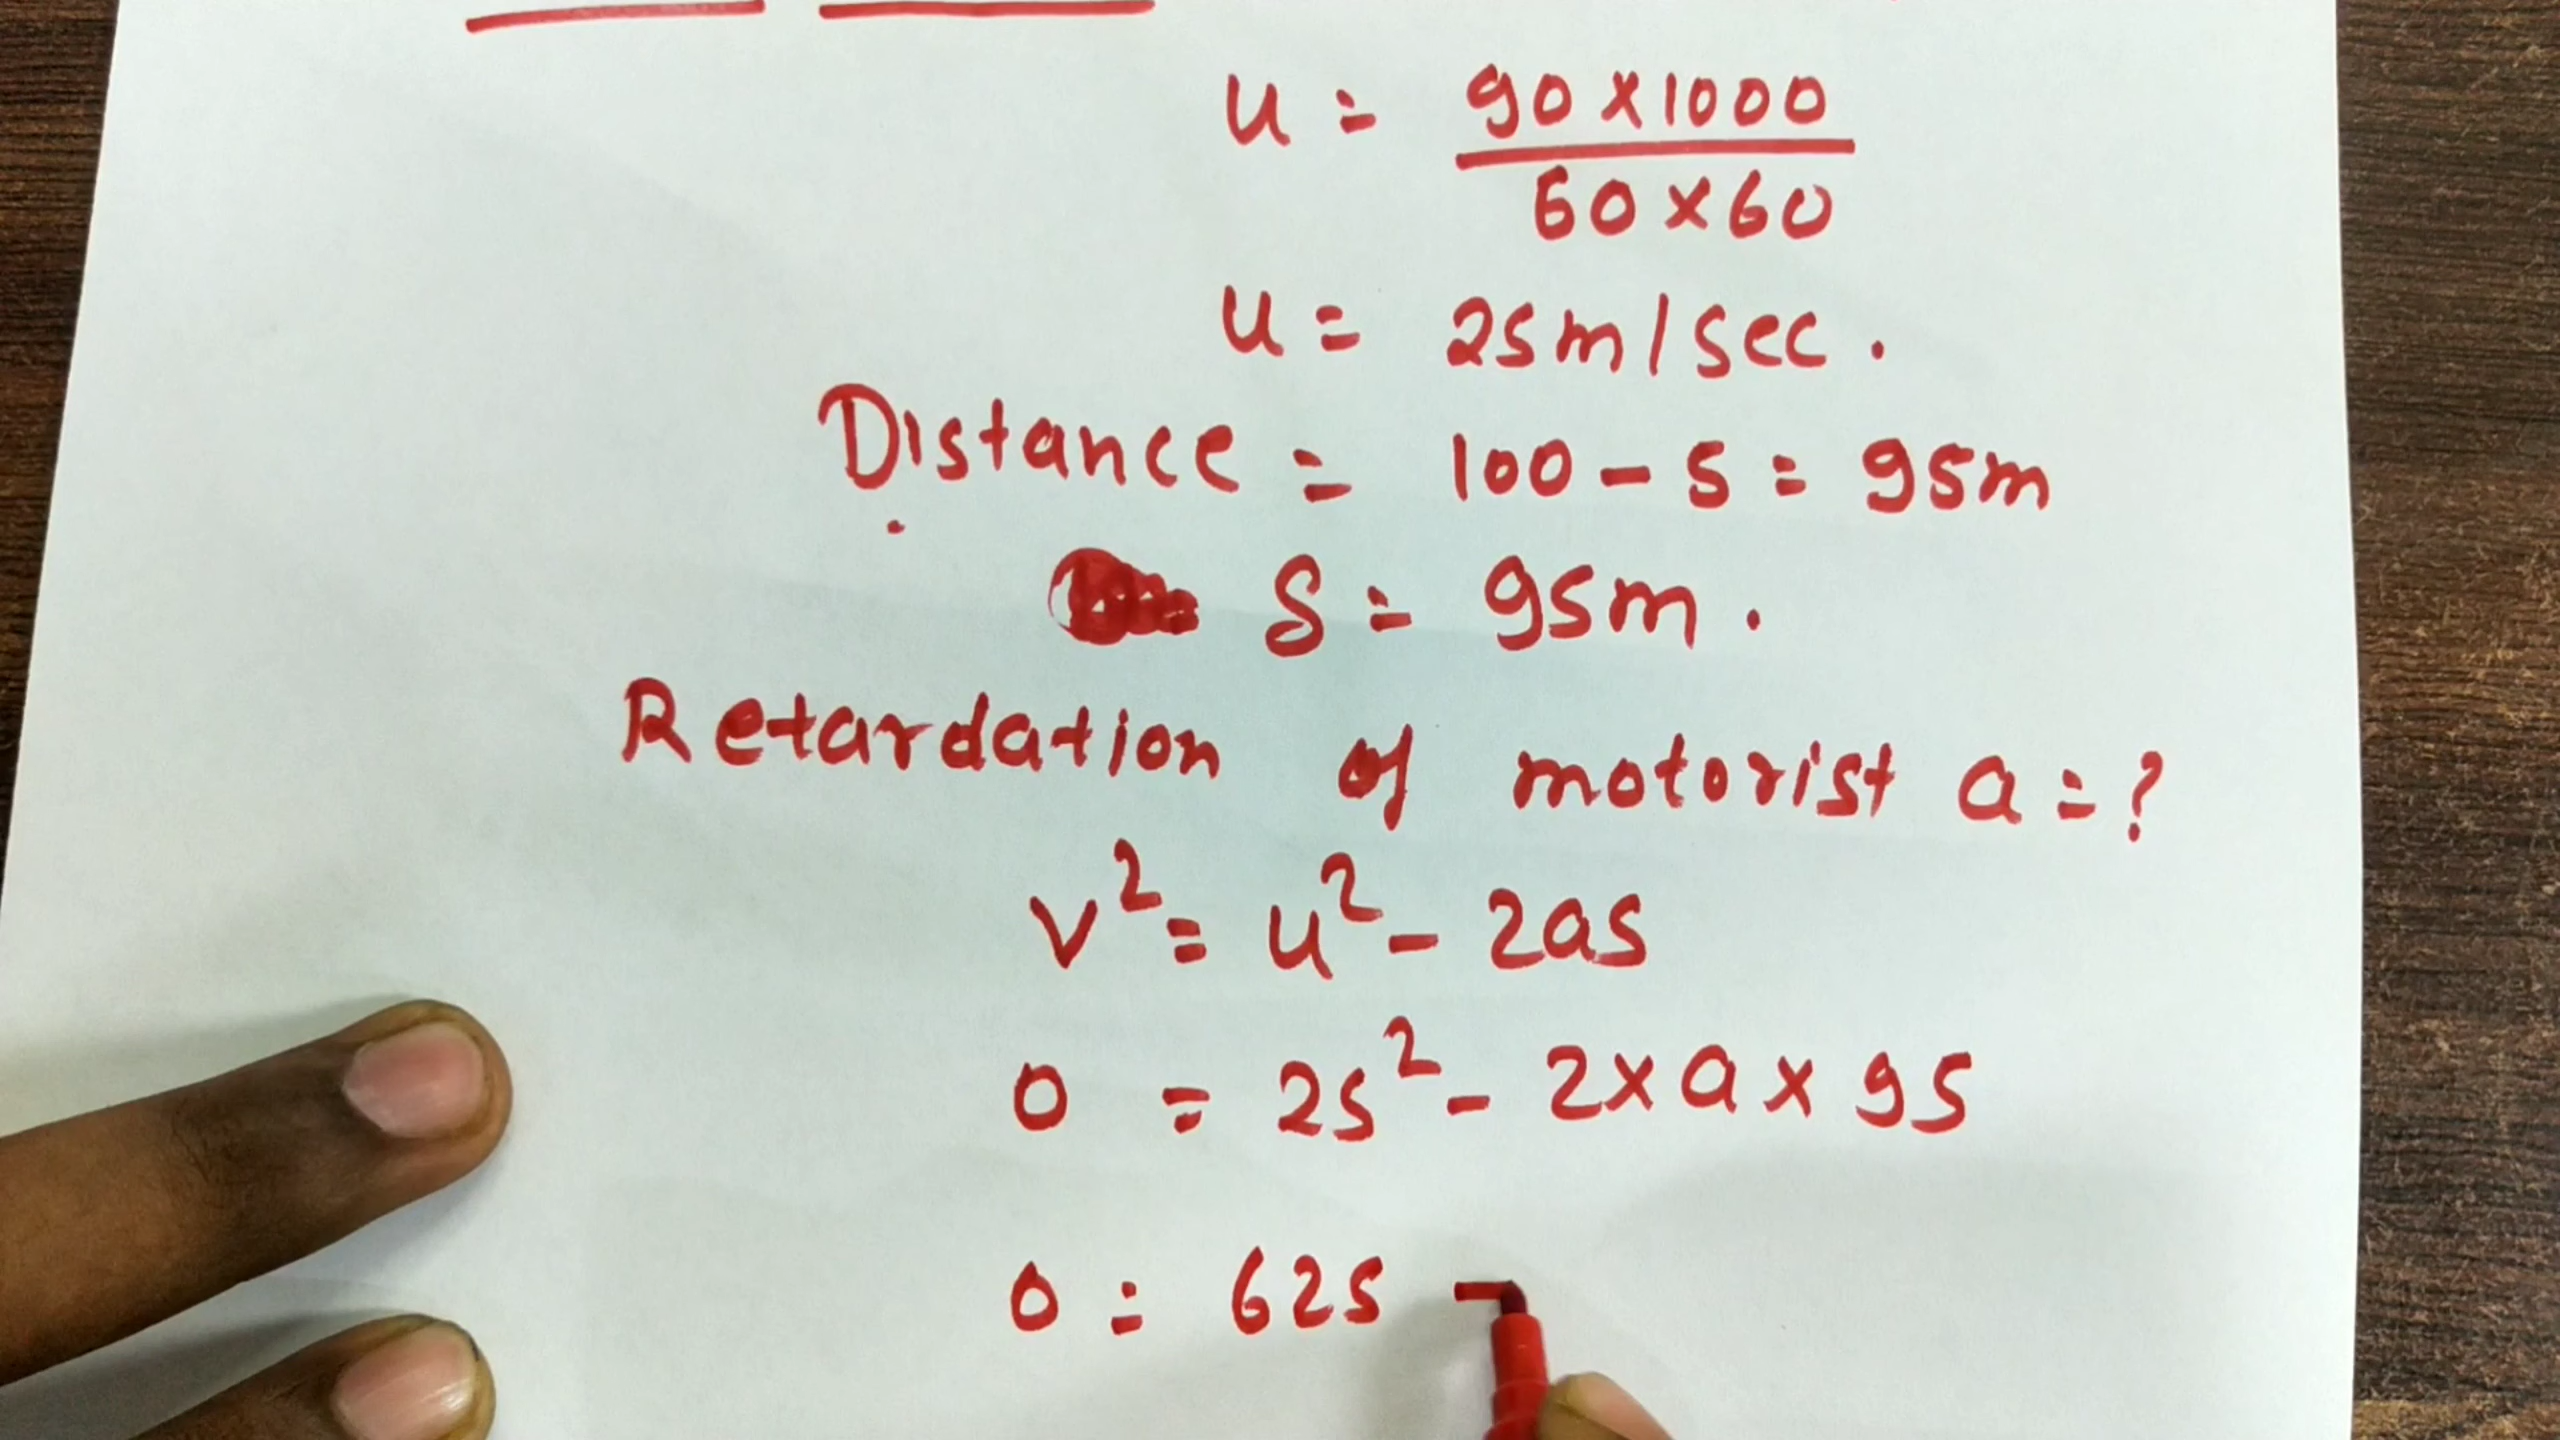 u = 90 x 1000
60 x 60
u = 25 m / sec .
Distance = 100 - 5 = 95m
S = 95m .
Retardation of motorist a = ?
v² = u² - 2as
0 = 25² - 2 x a x 95
0 = 625 -